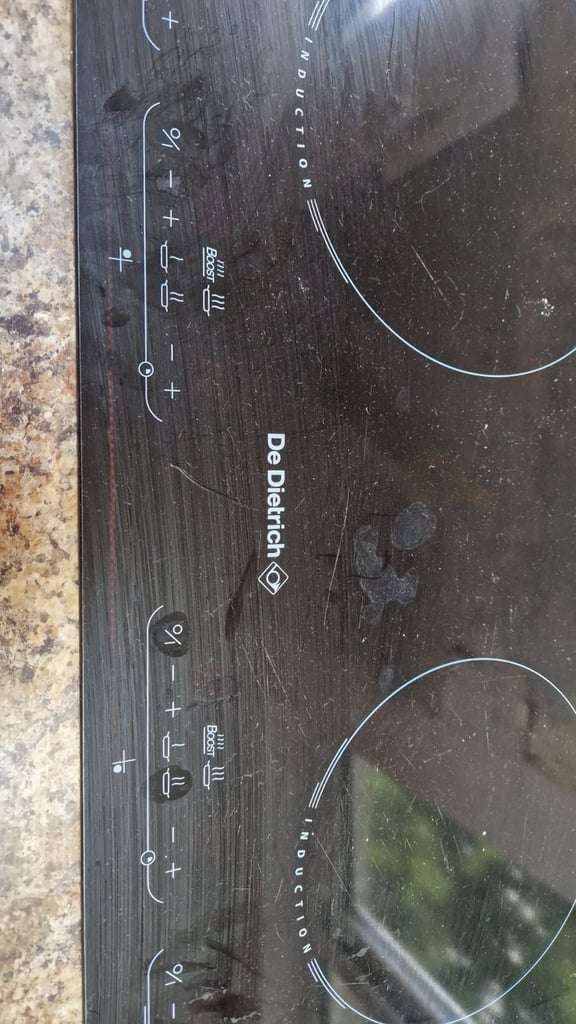 INDUCTION
- +
BOOST
De Dietrich
- +
BOOST
- +
INDUCTION
- +